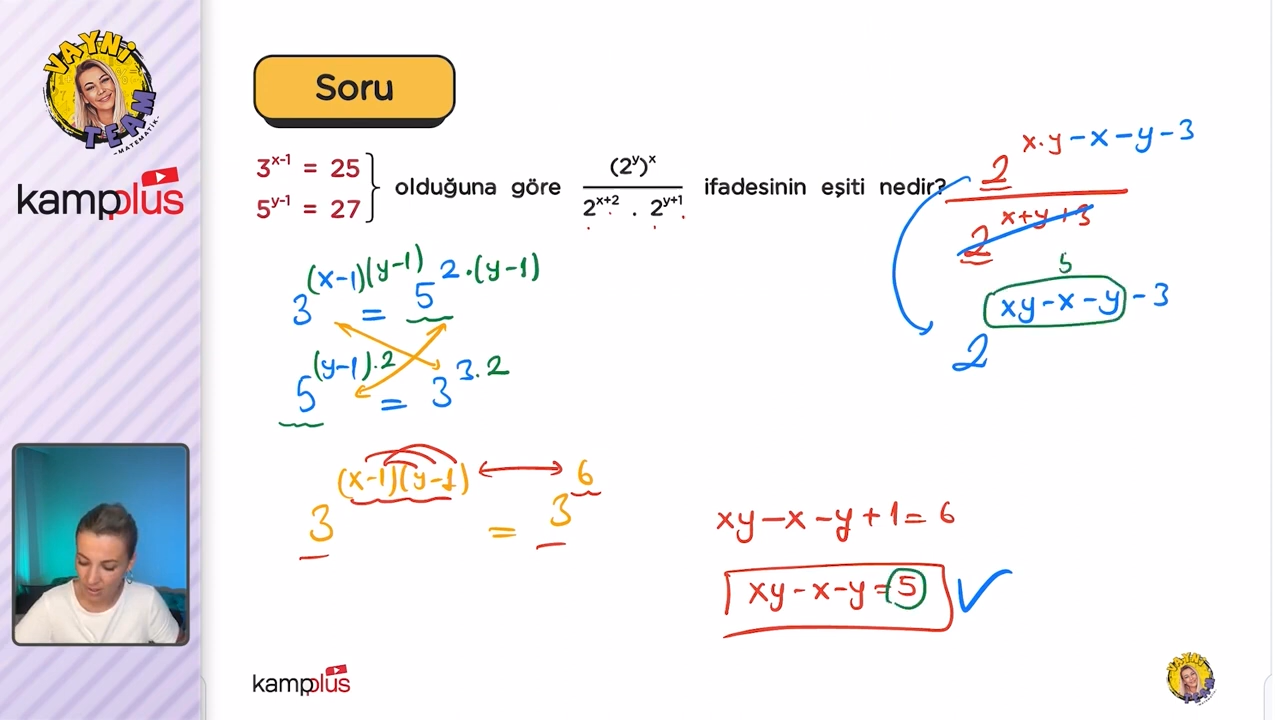 VAYNİ
TEAM
-MATEMATİK-
kampplus
Soru
3^{x-1} = 25
5^{y-1} = 27
olduğuna göre (2^y)^x / 2^{x+2} . 2^{y+1} ifadesinin eşiti nedir?
2^{x.y-x-y-3}
2^{x+y+3}
5
2^{xy-x-y-3}
3^{(x-1)(y-1)} = 5^{2.(y-1)}
5^{(y-1).2} = 3^{3.2}
3^{(x-1)(y-1)} = 3^6
xy-x-y+1=6
xy-x-y=5
kampplus
VAYNİ
TEAM